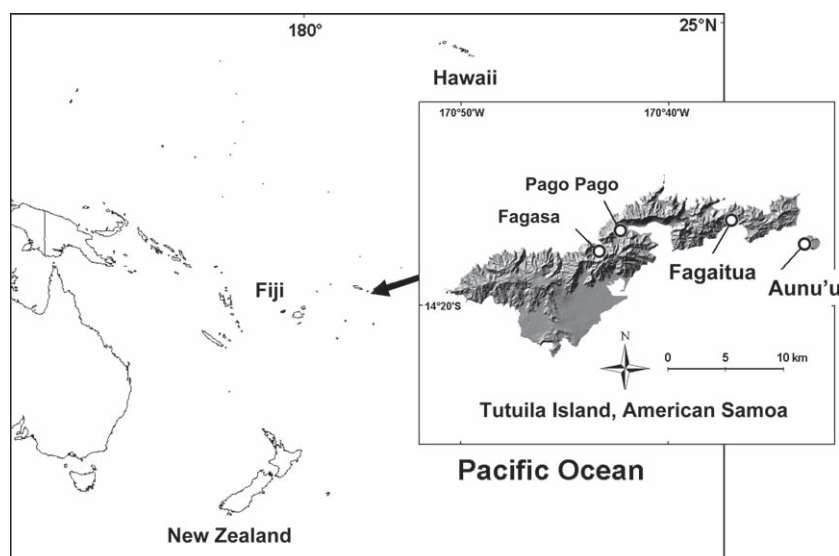 180°
25°N
Hawaii
170°50'W
170°40'W
Pago Pago
Fagasa
Fagaitua
Aunu'u
Fiji
14°20'S
N
0 5 10 km
Tutuila Island, American Samoa
Pacific Ocean
New Zealand